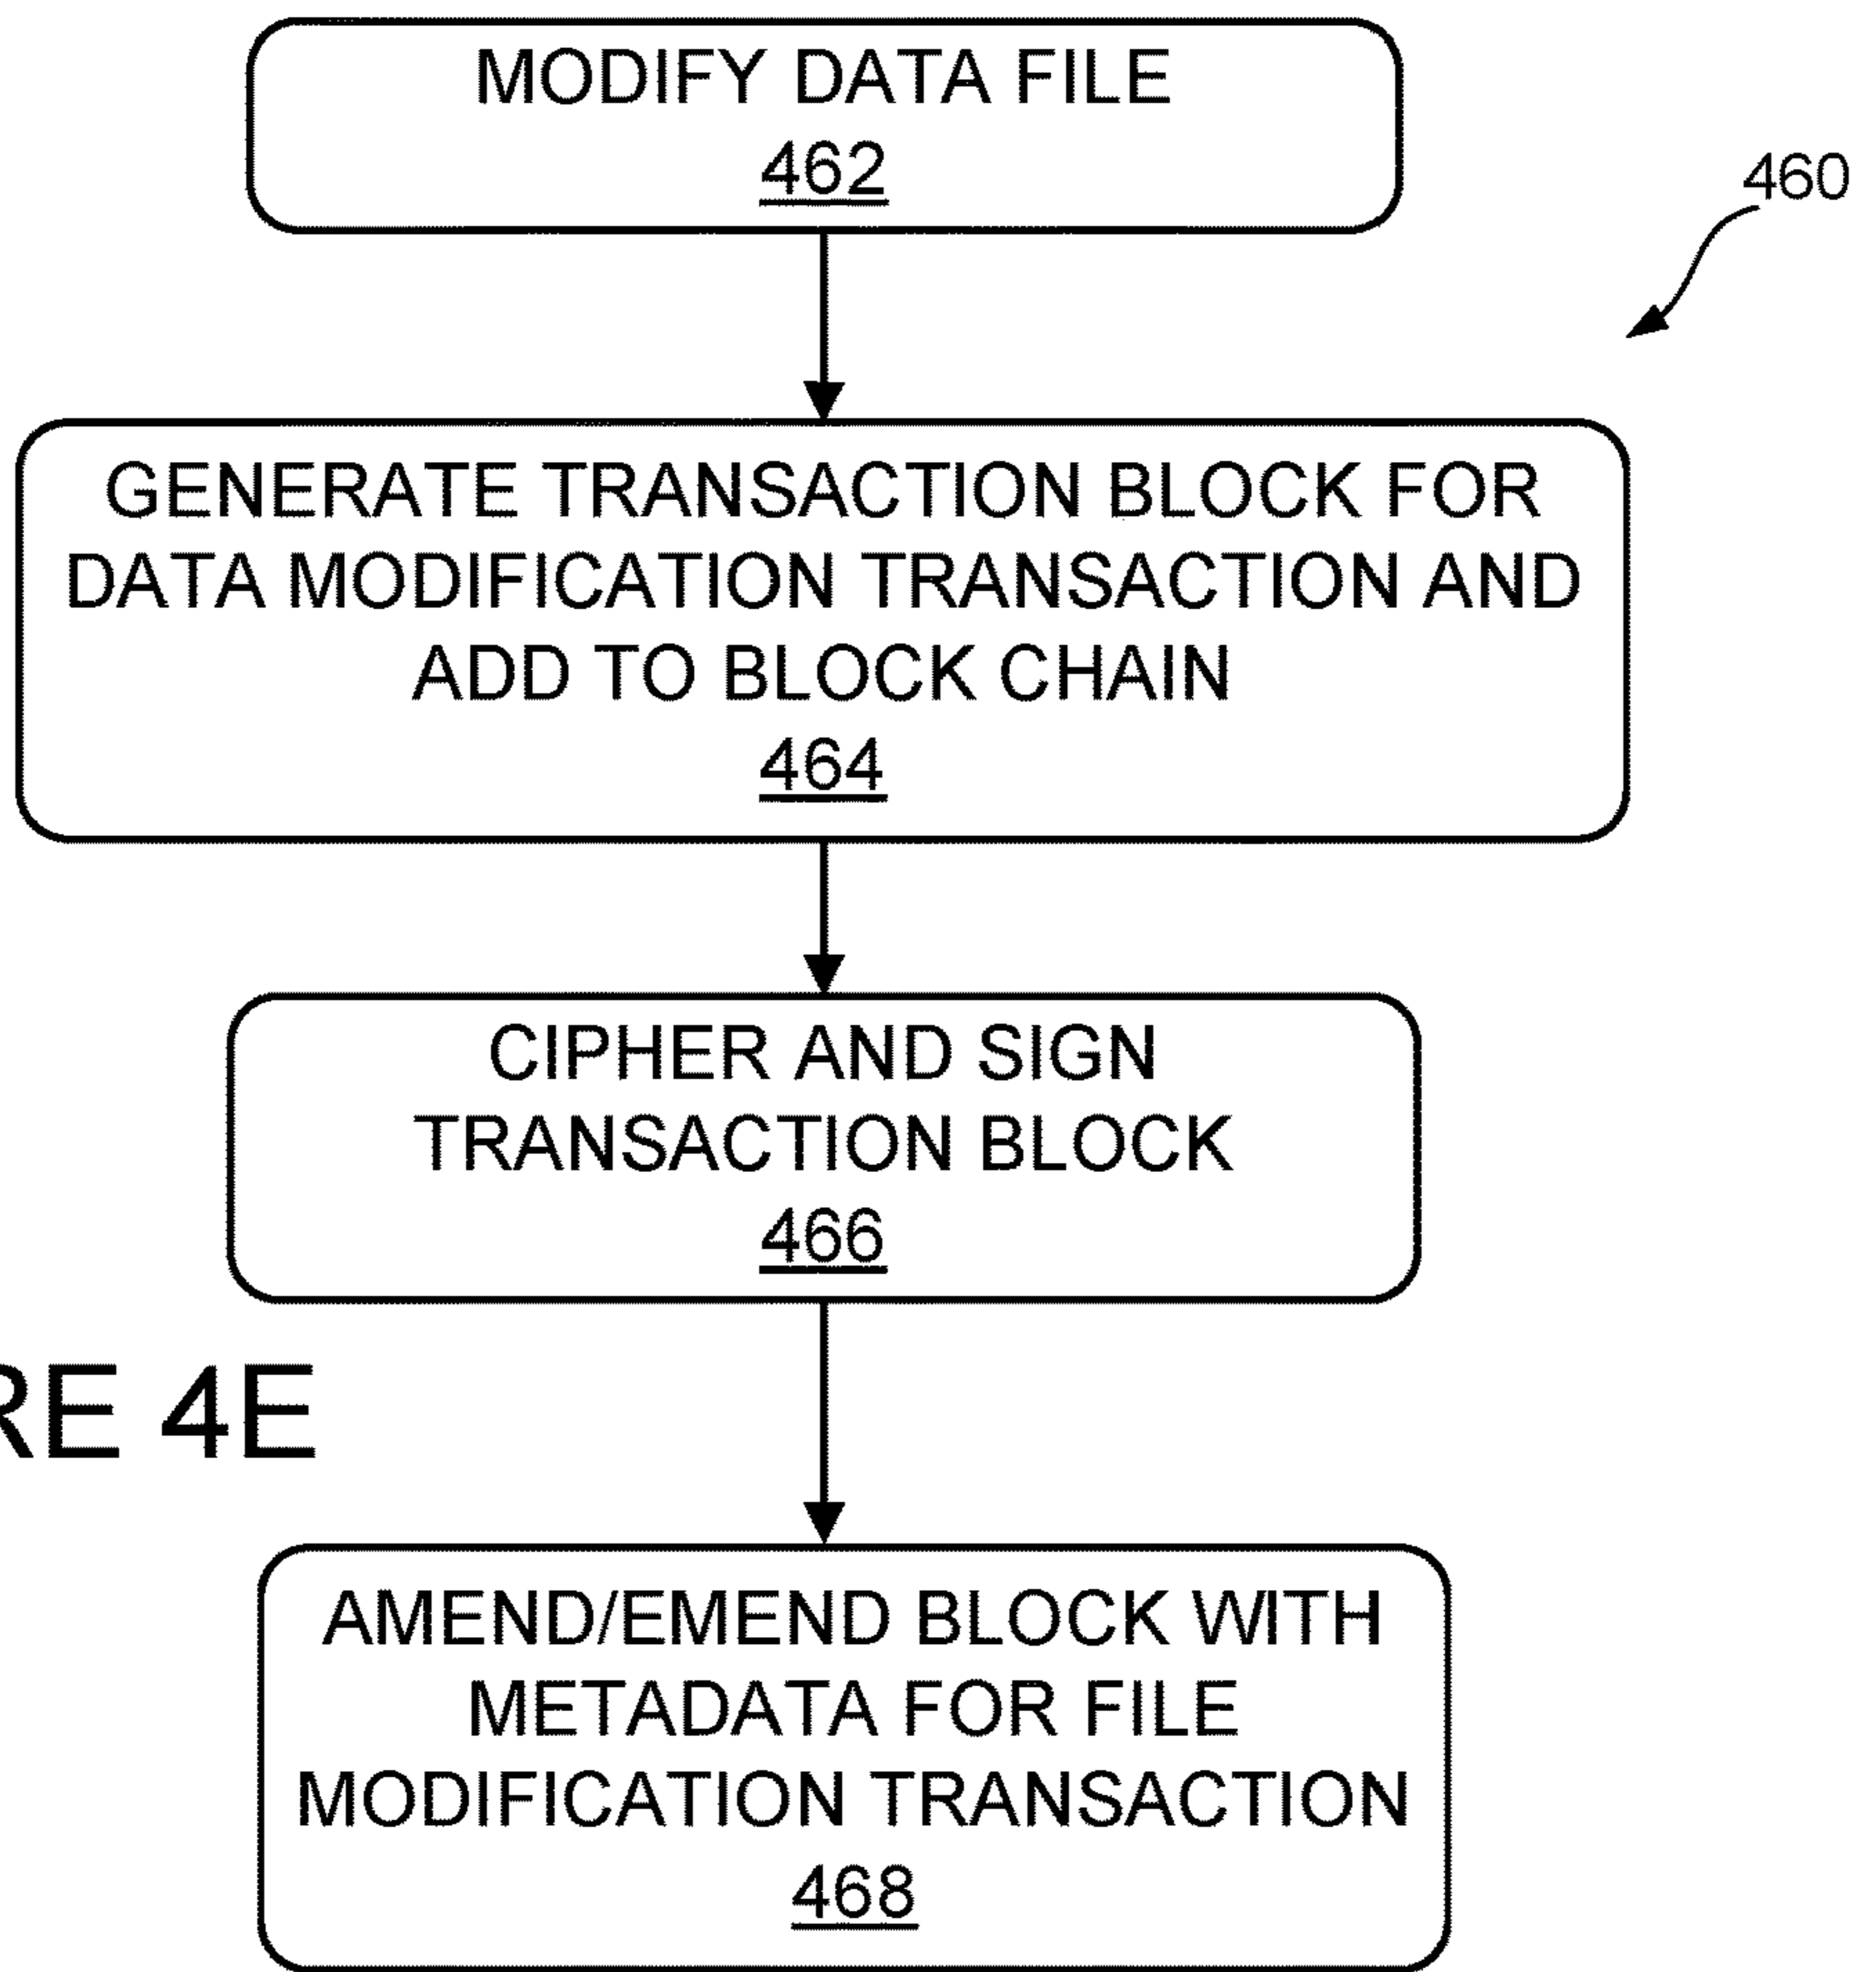 MODIFY DATA FILE
462
460
GENERATE TRANSACTION BLOCK FOR
DATA MODIFICATION TRANSACTION AND
ADD TO BLOCK CHAIN
464
CIPHER AND SIGN
TRANSACTION BLOCK
466
RE 4E
AMEND/EMEND BLOCK WITH
METADATA FOR FILE
MODIFICATION TRANSACTION
468